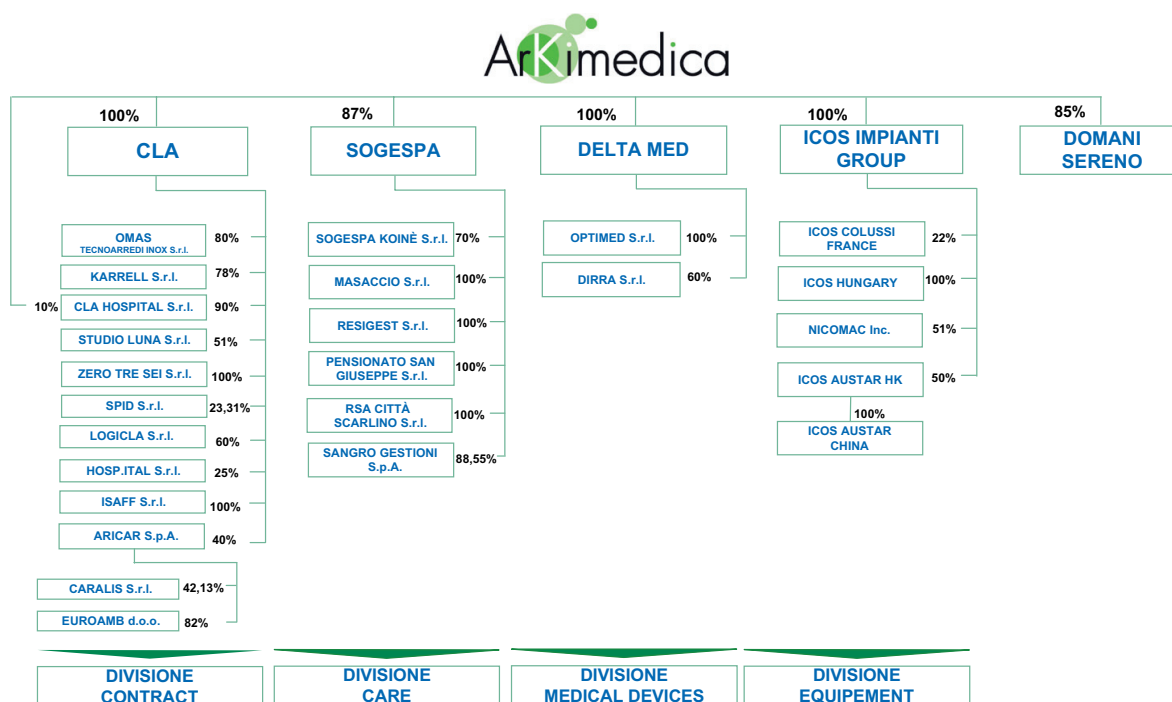 ArKimedica
100%
87%
100%
100%
85%
CLA
SOGESPA
DELTA MED
ICOS IMPIANTI
GROUP
DOMANI
SERENO
OMAS
TECNOARREDI INOX S.r.l.
80%
KARRELL S.r.l.
78%
10%
CLA HOSPITAL S.r.l.
90%
STUDIO LUNA S.r.l.
51%
ZERO TRE SEI S.r.l.
100%
SPID S.r.l.
23,31%
LOGICLA S.r.l.
60%
HOSP.ITAL S.r.l.
25%
ISAFF S.r.l.
100%
ARICAR S.p.A.
40%
CARALIS S.r.l.
42,13%
EUROAMB d.o.o.
82%
SOGESPA KOINÈ S.r.l.
70%
MASACCIO S.r.l.
100%
RESIGEST S.r.l.
100%
PENSIONATO SAN
GIUSEPPE S.r.l.
100%
RSA CITTÀ
SCARLINO S.r.l.
100%
SANGRO GESTIONI
S.p.A.
88,55%
OPTIMED S.r.l.
100%
DIRRA S.r.l.
60%
ICOS COLUSSI
FRANCE
22%
ICOS HUNGARY
100%
NICOMAC Inc.
51%
ICOS AUSTAR HK
50%
100%
ICOS AUSTAR
CHINA
DIVISIONE
CONTRACT
DIVISIONE
CARE
DIVISIONE
MEDICAL DEVICES
DIVISIONE
EQUIPEMENT